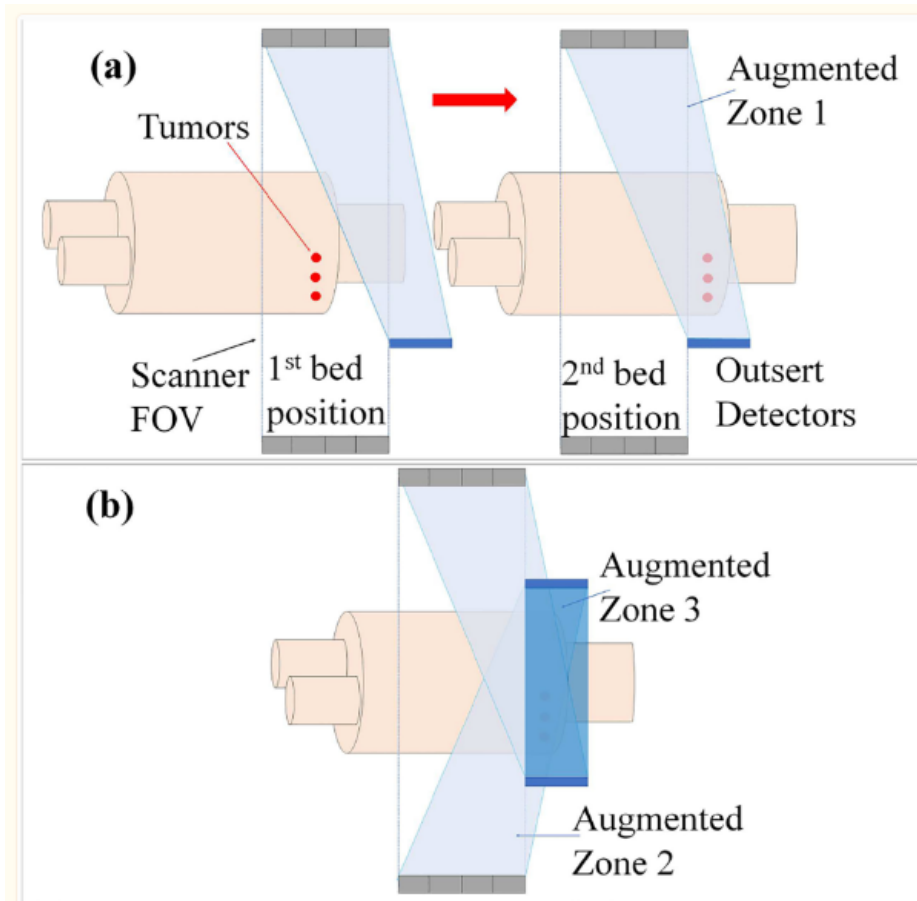 (a)
Tumors
Augmented
Zone 1
Scanner
FOV
1st bed
position
2nd bed
position
Outsert
Detectors
(b)
Augmented
Zone 3
Augmented
Zone 2